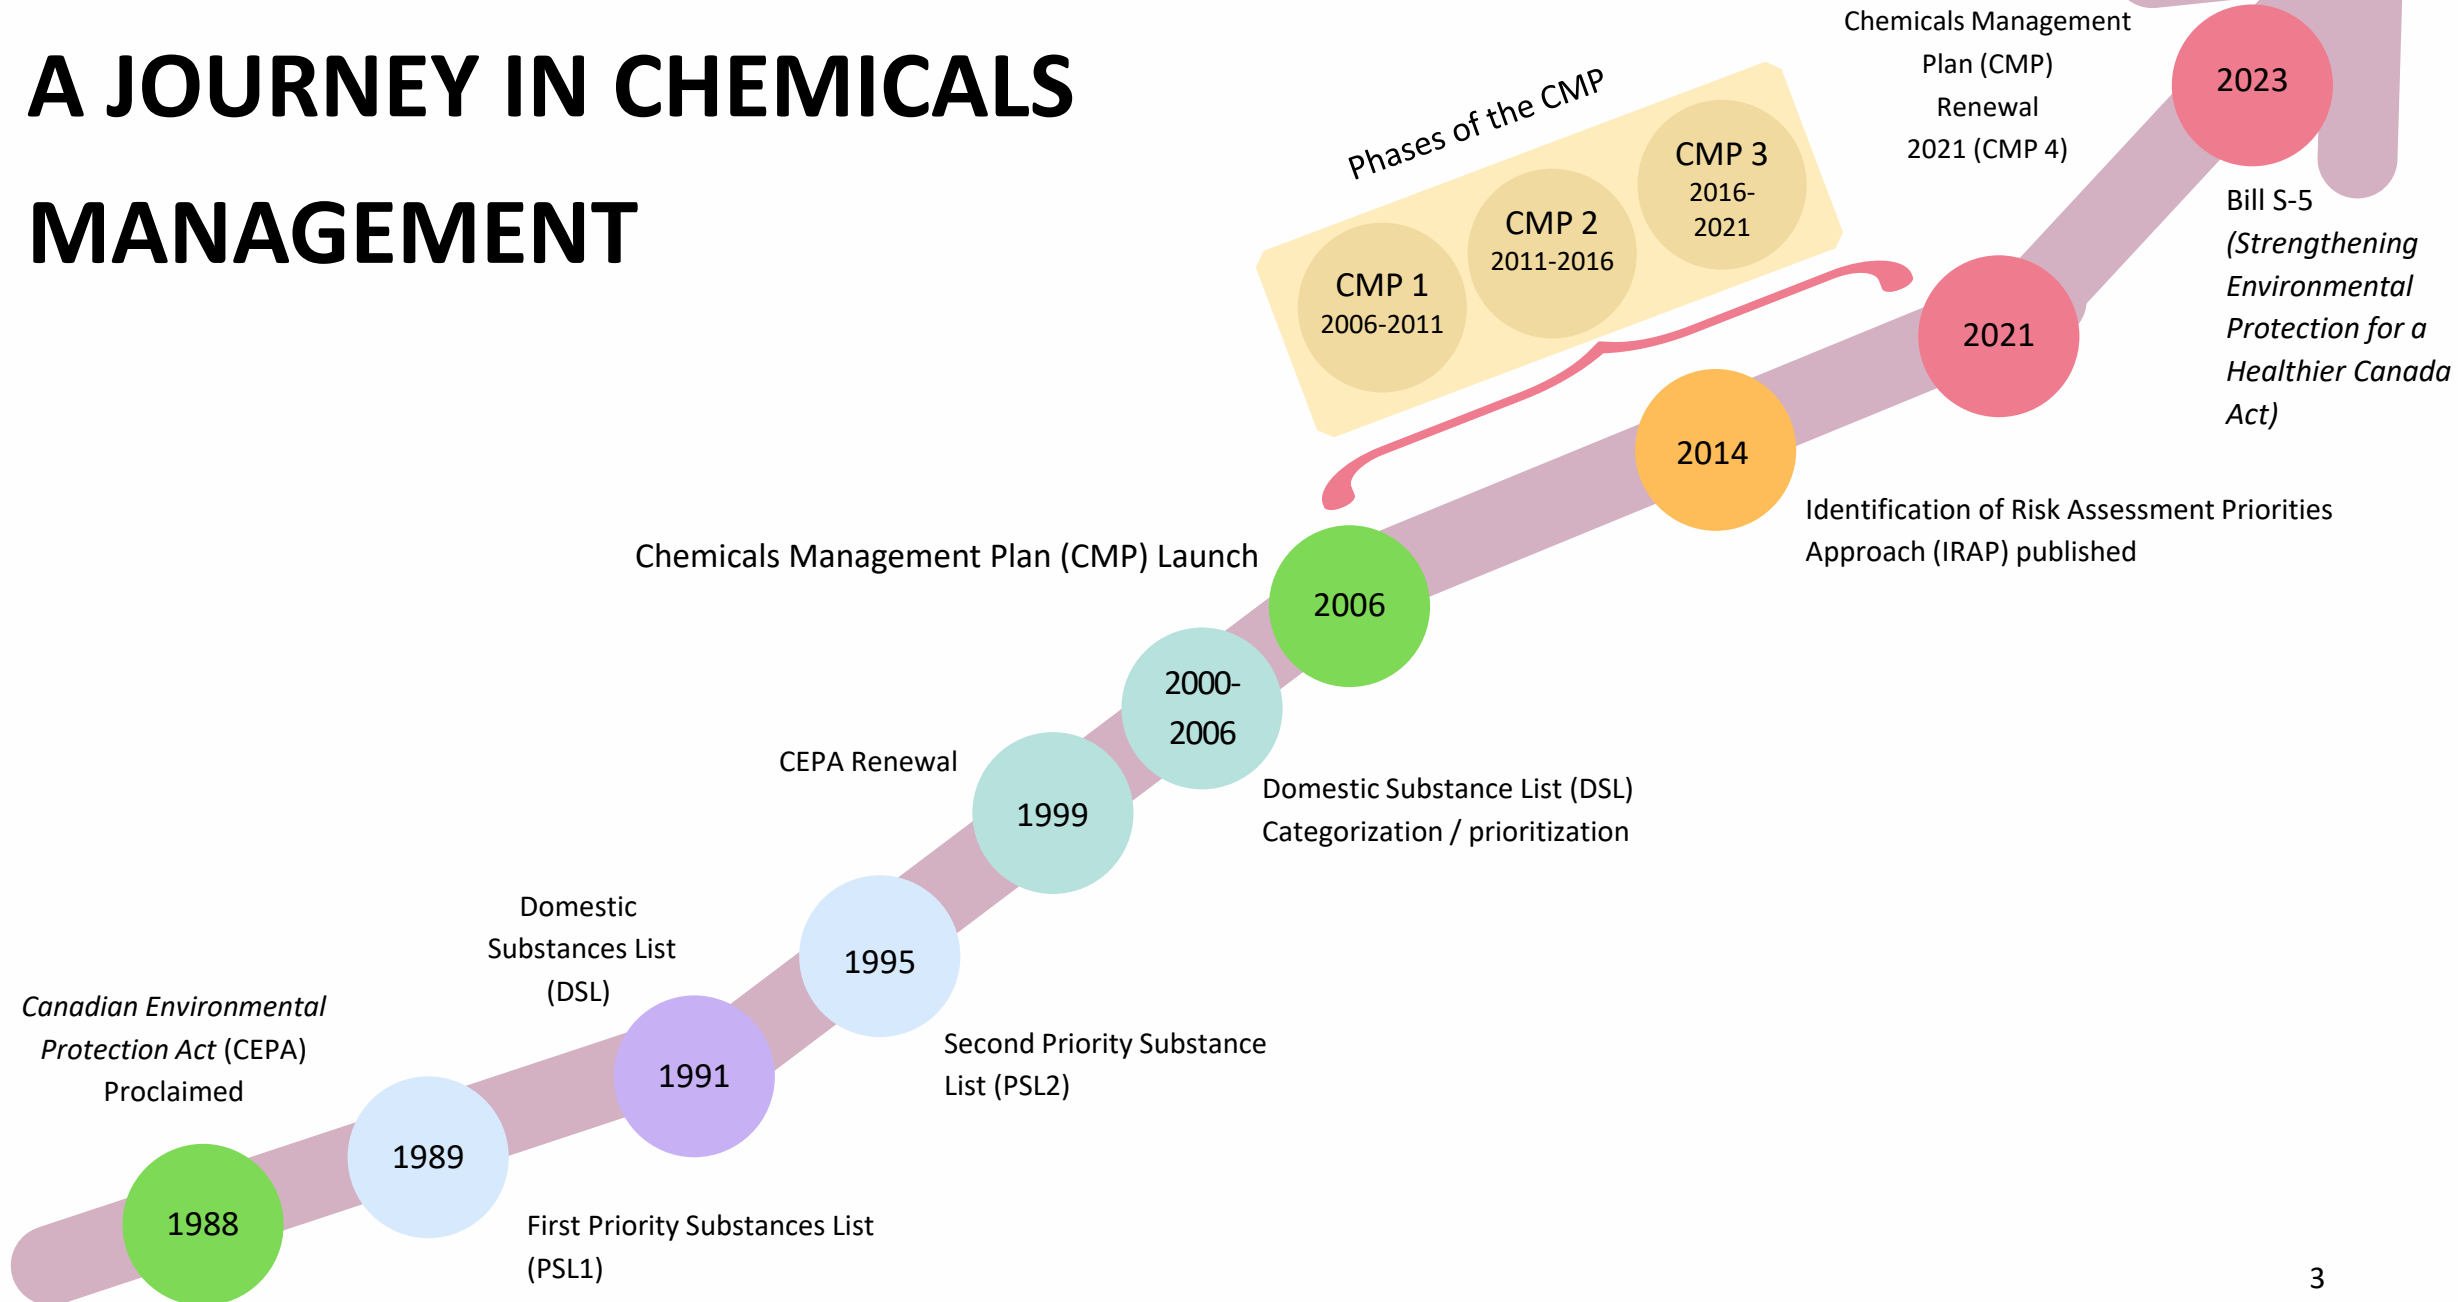 A JOURNEY IN CHEMICALS
MANAGEMENT
Canadian Environmental
Protection Act (CEPA)
Proclaimed
1988
1989
First Priority Substances List
(PSL1)
Domestic
Substances List
(DSL)
1991
1995
Second Priority Substance
List (PSL2)
CEPA Renewal
1999
2000-
2006
Domestic Substance List (DSL)
Categorization / prioritization
Chemicals Management Plan (CMP) Launch
2006
Phases of the CMP
CMP 1
2006-2011
CMP 2
2011-2016
CMP 3
2016-
2021
2014
Identification of Risk Assessment Priorities
Approach (IRAP) published
Chemicals Management
Plan (CMP)
Renewal
2021 (CMP 4)
2021
2023
Bill S-5
(Strengthening
Environmental
Protection for a
Healthier Canada
Act)
3